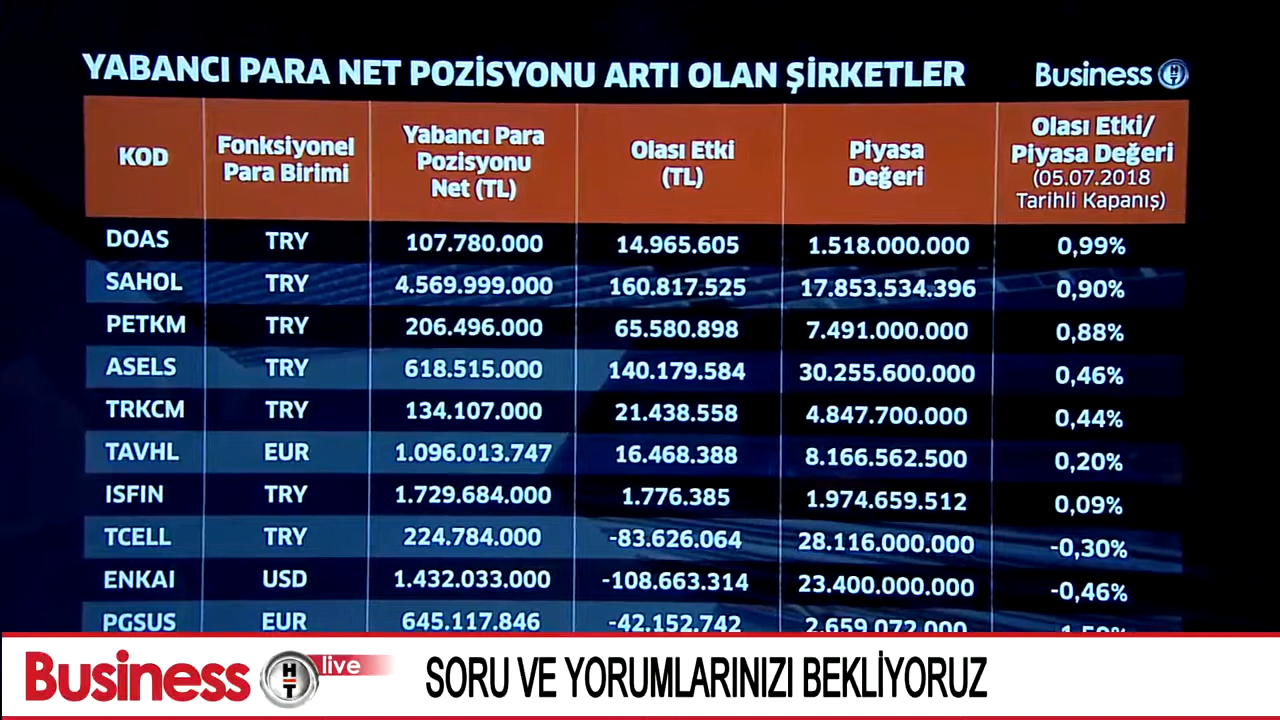 YABANCI PARA NET POZİSYONU ARTI OLAN ŞİRKETLER
Business HT
KOD
Fonksiyonel
Para Birimi
Yabancı Para
Pozisyonu
Net (TL)
Olası Etki
(TL)
Piyasa
Değeri
Olası Etki/
Piyasa Değeri
(05.07.2018
Tarihli Kapanış)
DOAS TRY 107.780.000 14.965.605 1.518.000.000 0,99%
SAHOL TRY 4.569.999.000 160.817.525 17.853.534.396 0,90%
PETKM TRY 206.496.000 65.580.898 7.491.000.000 0,88%
ASELS TRY 618.515.000 140.179.584 30.255.600.000 0,46%
TRKCM TRY 134.107.000 21.438.558 4.847.700.000 0,44%
TAVHL EUR 1.096.013.747 16.468.388 8.166.562.500 0,20%
ISFIN TRY 1.729.684.000 1.776.385 1.974.659.512 0,09%
TCELL TRY 224.784.000 -83.626.064 28.116.000.000 -0,30%
ENKAI USD 1.432.033.000 -108.663.314 23.400.000.000 -0,46%
PGSUS EUR 645.117.846 -42.152.742 2.659.072.000
Business HT live
SORU VE YORUMLARINIZI BEKLİYORUZ